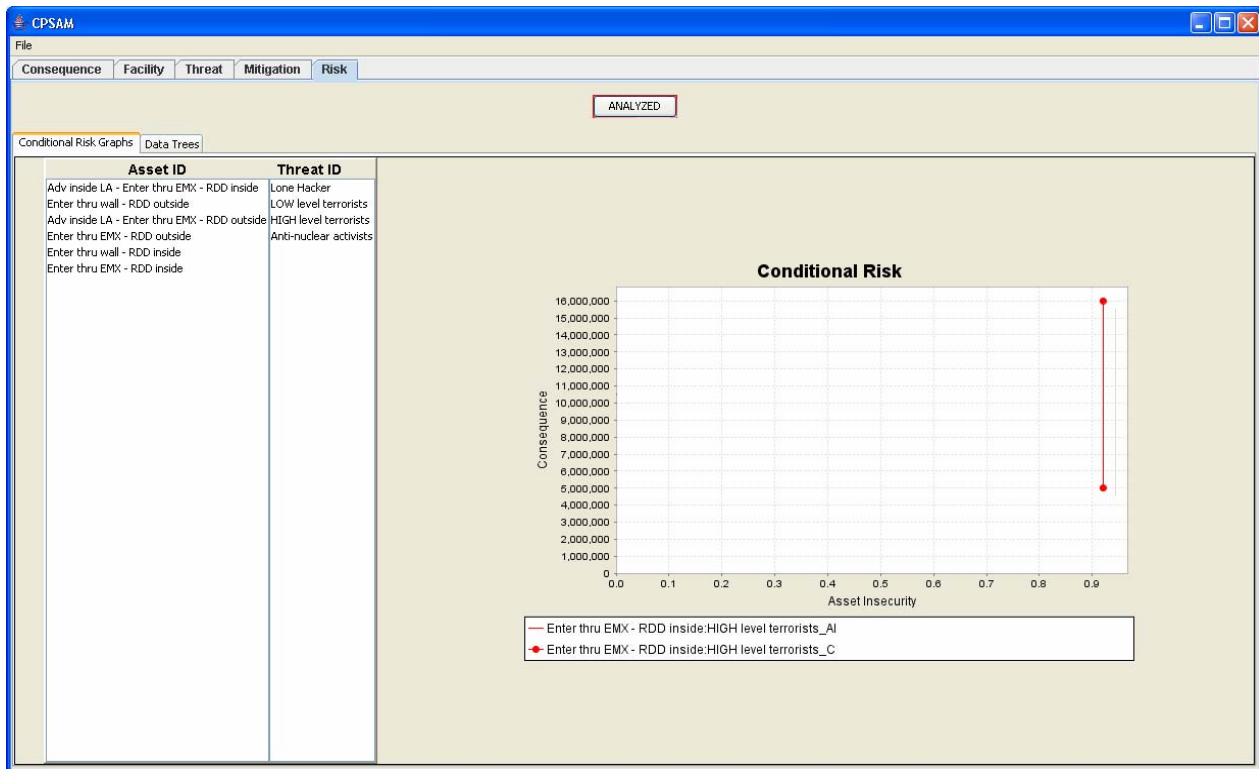 CPSAM
File
Consequence Facility Threat Mitigation Risk
ANALYZED
Conditional Risk Graphs Data Trees
Asset ID Threat ID
Adv inside LA - Enter thru EMX - RDD inside Lone Hacker
Enter thru wall - RDD outside LOW level terrorists
Adv inside LA - Enter thru EMX - RDD outside HIGH level terrorists
Enter thru EMX - RDD outside Anti-nuclear activists
Enter thru wall - RDD inside
Enter thru EMX - RDD inside
Conditional Risk
16,000,000
15,000,000
14,000,000
13,000,000
12,000,000
11,000,000
10,000,000
9,000,000
8,000,000
7,000,000
6,000,000
5,000,000
4,000,000
3,000,000
2,000,000
1,000,000
0
Consequence
0.0 0.1 0.2 0.3 0.4 0.5 0.6 0.7 0.8 0.9
Asset Insecurity
Enter thru EMX - RDD inside:HIGH level terrorists_AI
Enter thru EMX - RDD inside:HIGH level terrorists_C